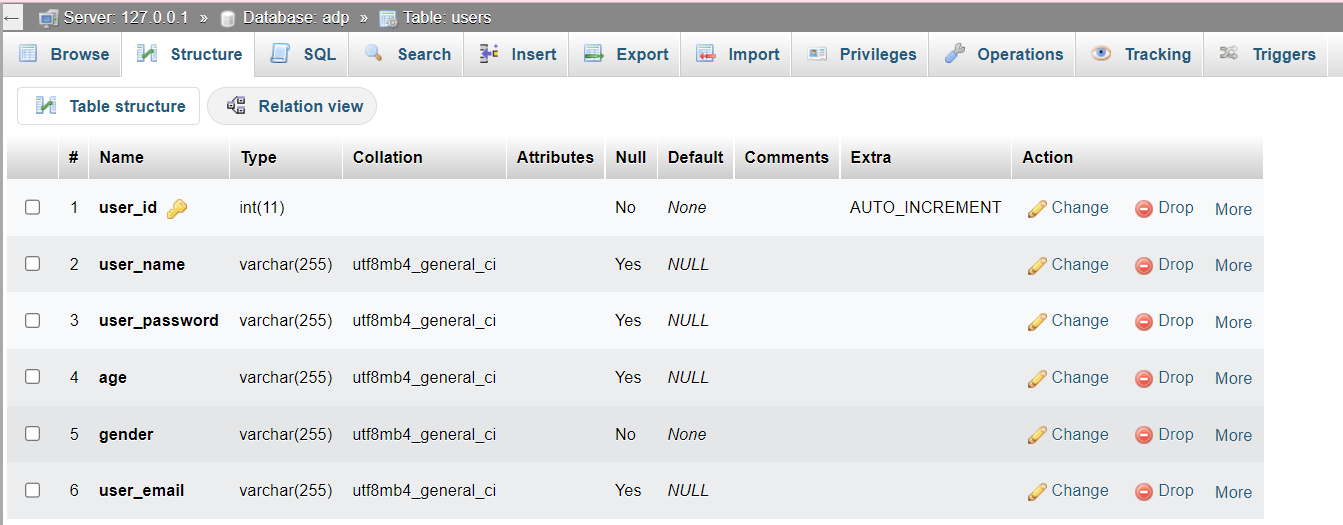 ← Server: 127.0.0.1 » Database: adp » Table: users
Browse Structure SQL Search Insert Export Import Privileges Operations Tracking Triggers
Table structure Relation view
# Name Type Collation Attributes Null Default Comments Extra Action
1 user_id int(11) No None AUTO_INCREMENT Change Drop More
2 user_name varchar(255) utf8mb4_general_ci Yes NULL Change Drop More
3 user_password varchar(255) utf8mb4_general_ci Yes NULL Change Drop More
4 age varchar(255) utf8mb4_general_ci Yes NULL Change Drop More
5 gender varchar(255) utf8mb4_general_ci No None Change Drop More
6 user_email varchar(255) utf8mb4_general_ci Yes NULL Change Drop More